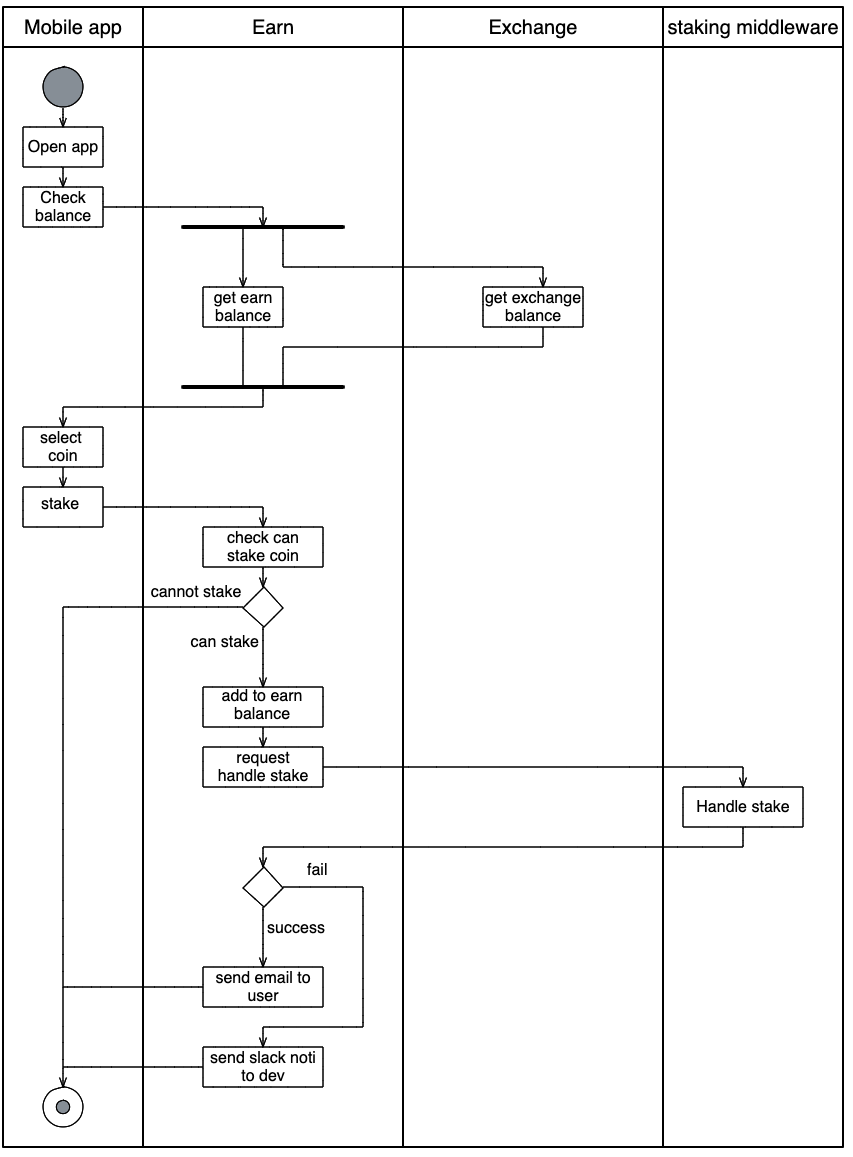 Mobile app
Earn
Exchange
staking middleware
Open app
Check
balance
get earn
balance
get exchange
balance
select
coin
stake
check can
stake coin
cannot stake
can stake
add to earn
balance
request
handle stake
Handle stake
fail
success
send email to
user
send slack noti
to dev